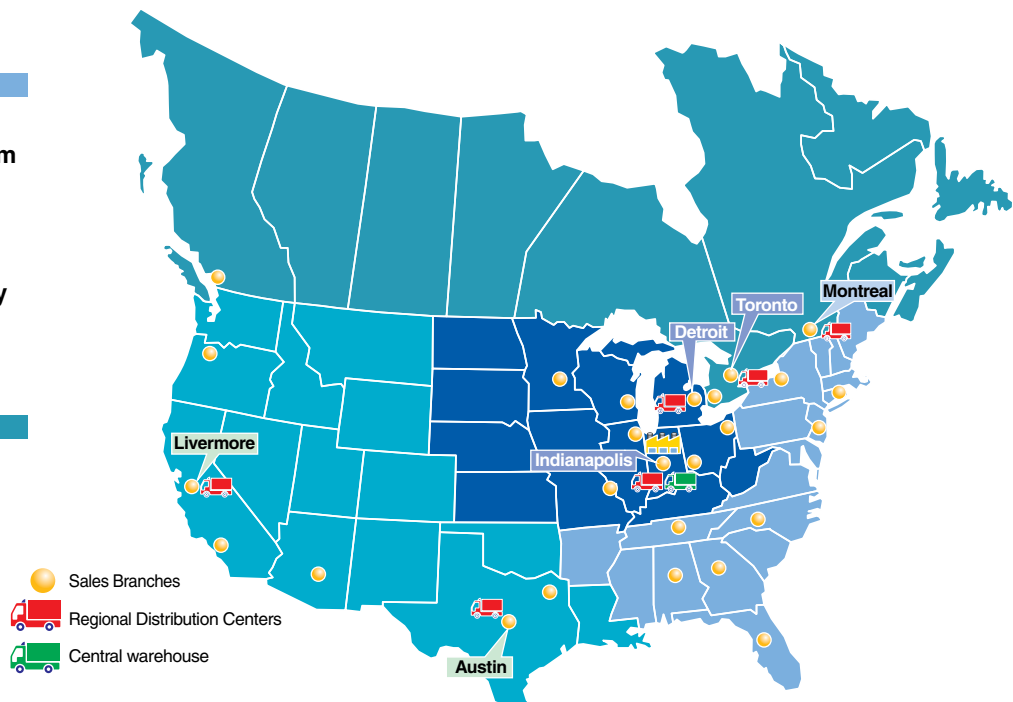 m
y
Montreal
Toronto
Detroit
Livermore
Indianapolis
Sales Branches
Regional Distribution Centers
Central warehouse
Austin